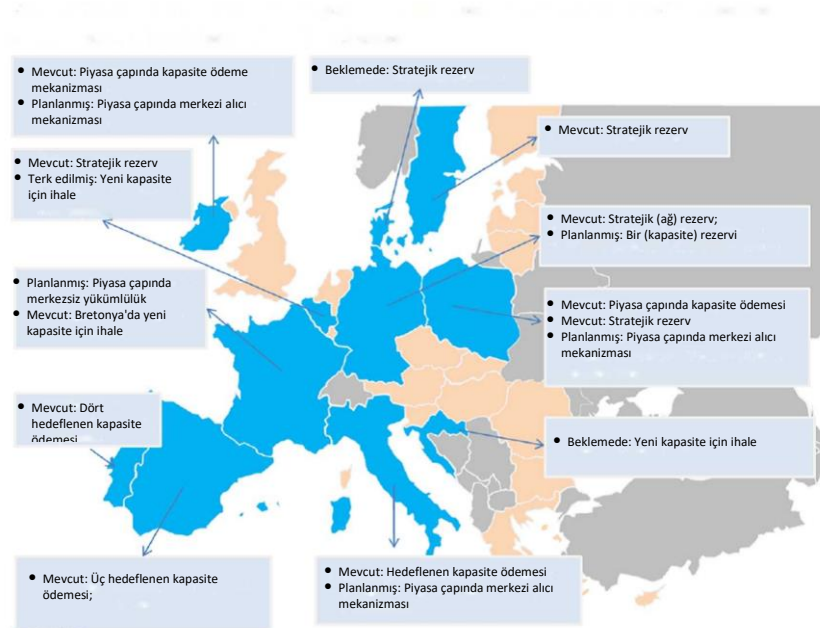 • Mevcut: Piyasa çapında kapasite ödeme
mekanizması
• Planlanmış: Piyasa çapında merkezi alıcı
mekanizması
• Beklemede: Stratejik rezerv
• Mevcut: Stratejik rezerv
• Mevcut: Stratejik rezerv
• Terk edilmiş: Yeni kapasite
için ihale
• Mevcut: Stratejik (ağ) rezerv;
• Planlanmış: Bir (kapasite) rezervi
• Planlanmış: Piyasa çapında
merkezsiz yükümlülük
• Mevcut: Bretonya'da yeni
kapasite için ihale
• Mevcut: Piyasa çapında kapasite ödemesi
• Mevcut: Stratejik rezerv
• Planlanmış: Piyasa çapında merkezi alıcı
mekanizması
• Mevcut: Dört
hedeflenen kapasite
ödemesi
• Beklemede: Yeni kapasite için ihale
• Mevcut: Üç hedeflenen kapasite
ödemesi;
• Mevcut: Hedeflenen kapasite ödemesi
• Planlanmış: Piyasa çapında merkezi alıcı
mekanizması